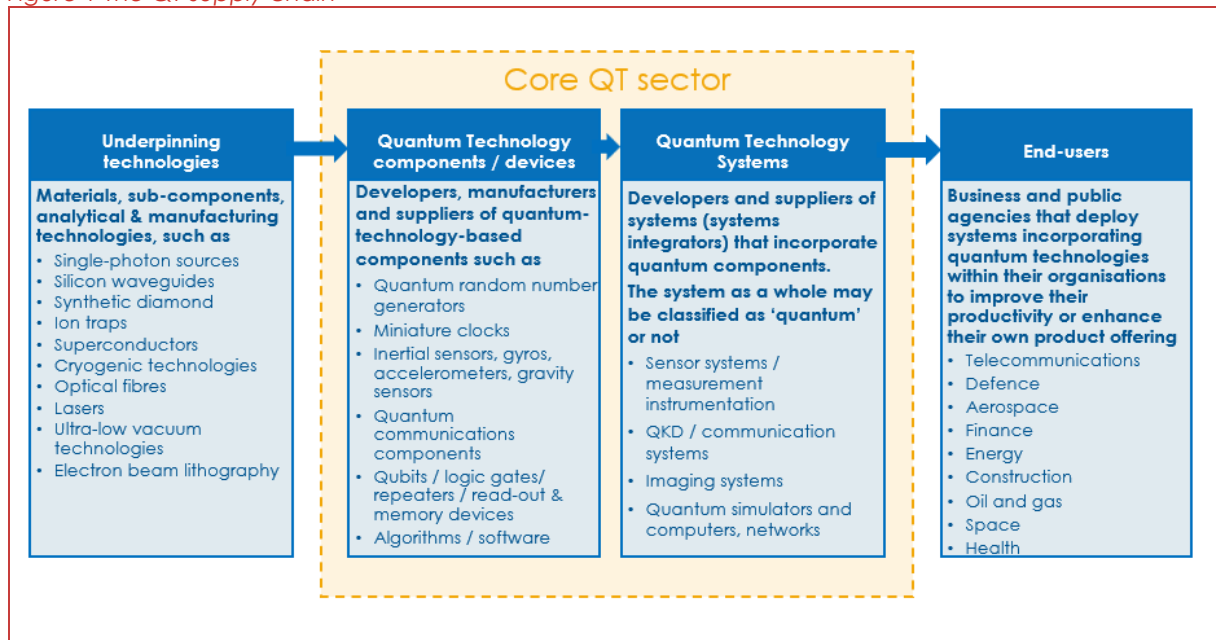 Figure 1 The QT supply chain
Core QT sector
Underpinning
technologies
Materials, sub-components,
analytical & manufacturing
technologies, such as
• Single-photon sources
• Silicon waveguides
• Synthetic diamond
• Ion traps
• Superconductors
• Cryogenic technologies
• Optical fibres
• Lasers
• Ultra-low vacuum
technologies
• Electron beam lithography
Quantum Technology
components / devices
Developers, manufacturers
and suppliers of quantum-
technology-based
components such as
• Quantum random number
generators
• Miniature clocks
• Inertial sensors, gyros,
accelerometers, gravity
sensors
• Quantum
communications
components
• Qubits / logic gates/
repeaters / read-out &
memory devices
• Algorithms / software
Quantum Technology
Systems
Developers and suppliers of
systems (systems
integrators) that incorporate
quantum components.
The system as a whole may
be classified as ‘quantum’
or not
• Sensor systems /
measurement
instrumentation
• QKD / communication
systems
• Imaging systems
• Quantum simulators and
computers, networks
End-users
Business and public
agencies that deploy
systems incorporating
quantum technologies
within their organisations
to improve their
productivity or enhance
their own product offering
• Telecommunications
• Defence
• Aerospace
• Finance
• Energy
• Construction
• Oil and gas
• Space
• Health